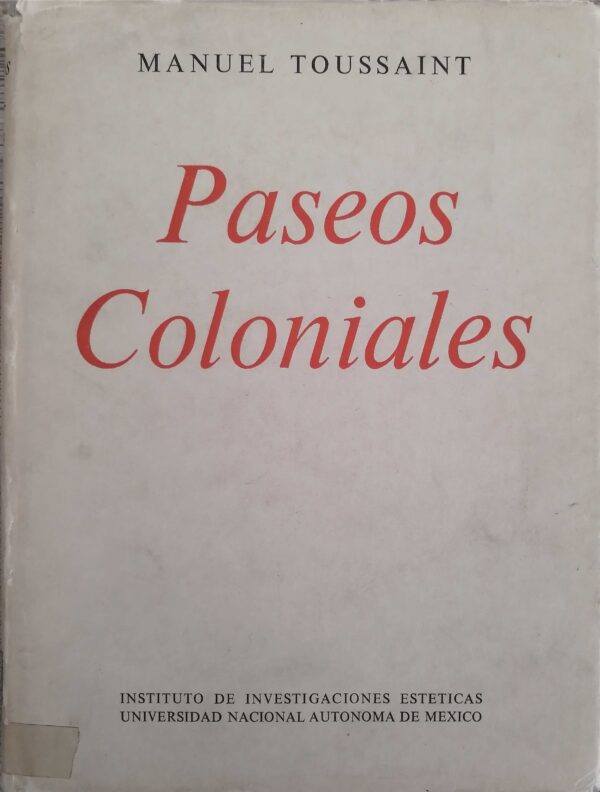 MANUEL TOUSSAINT
Paseos
Coloniales
INSTITUTO DE INVESTIGACIONES ESTETICAS
UNIVERSIDAD NACIONAL AUTONOMA DE MEXICO